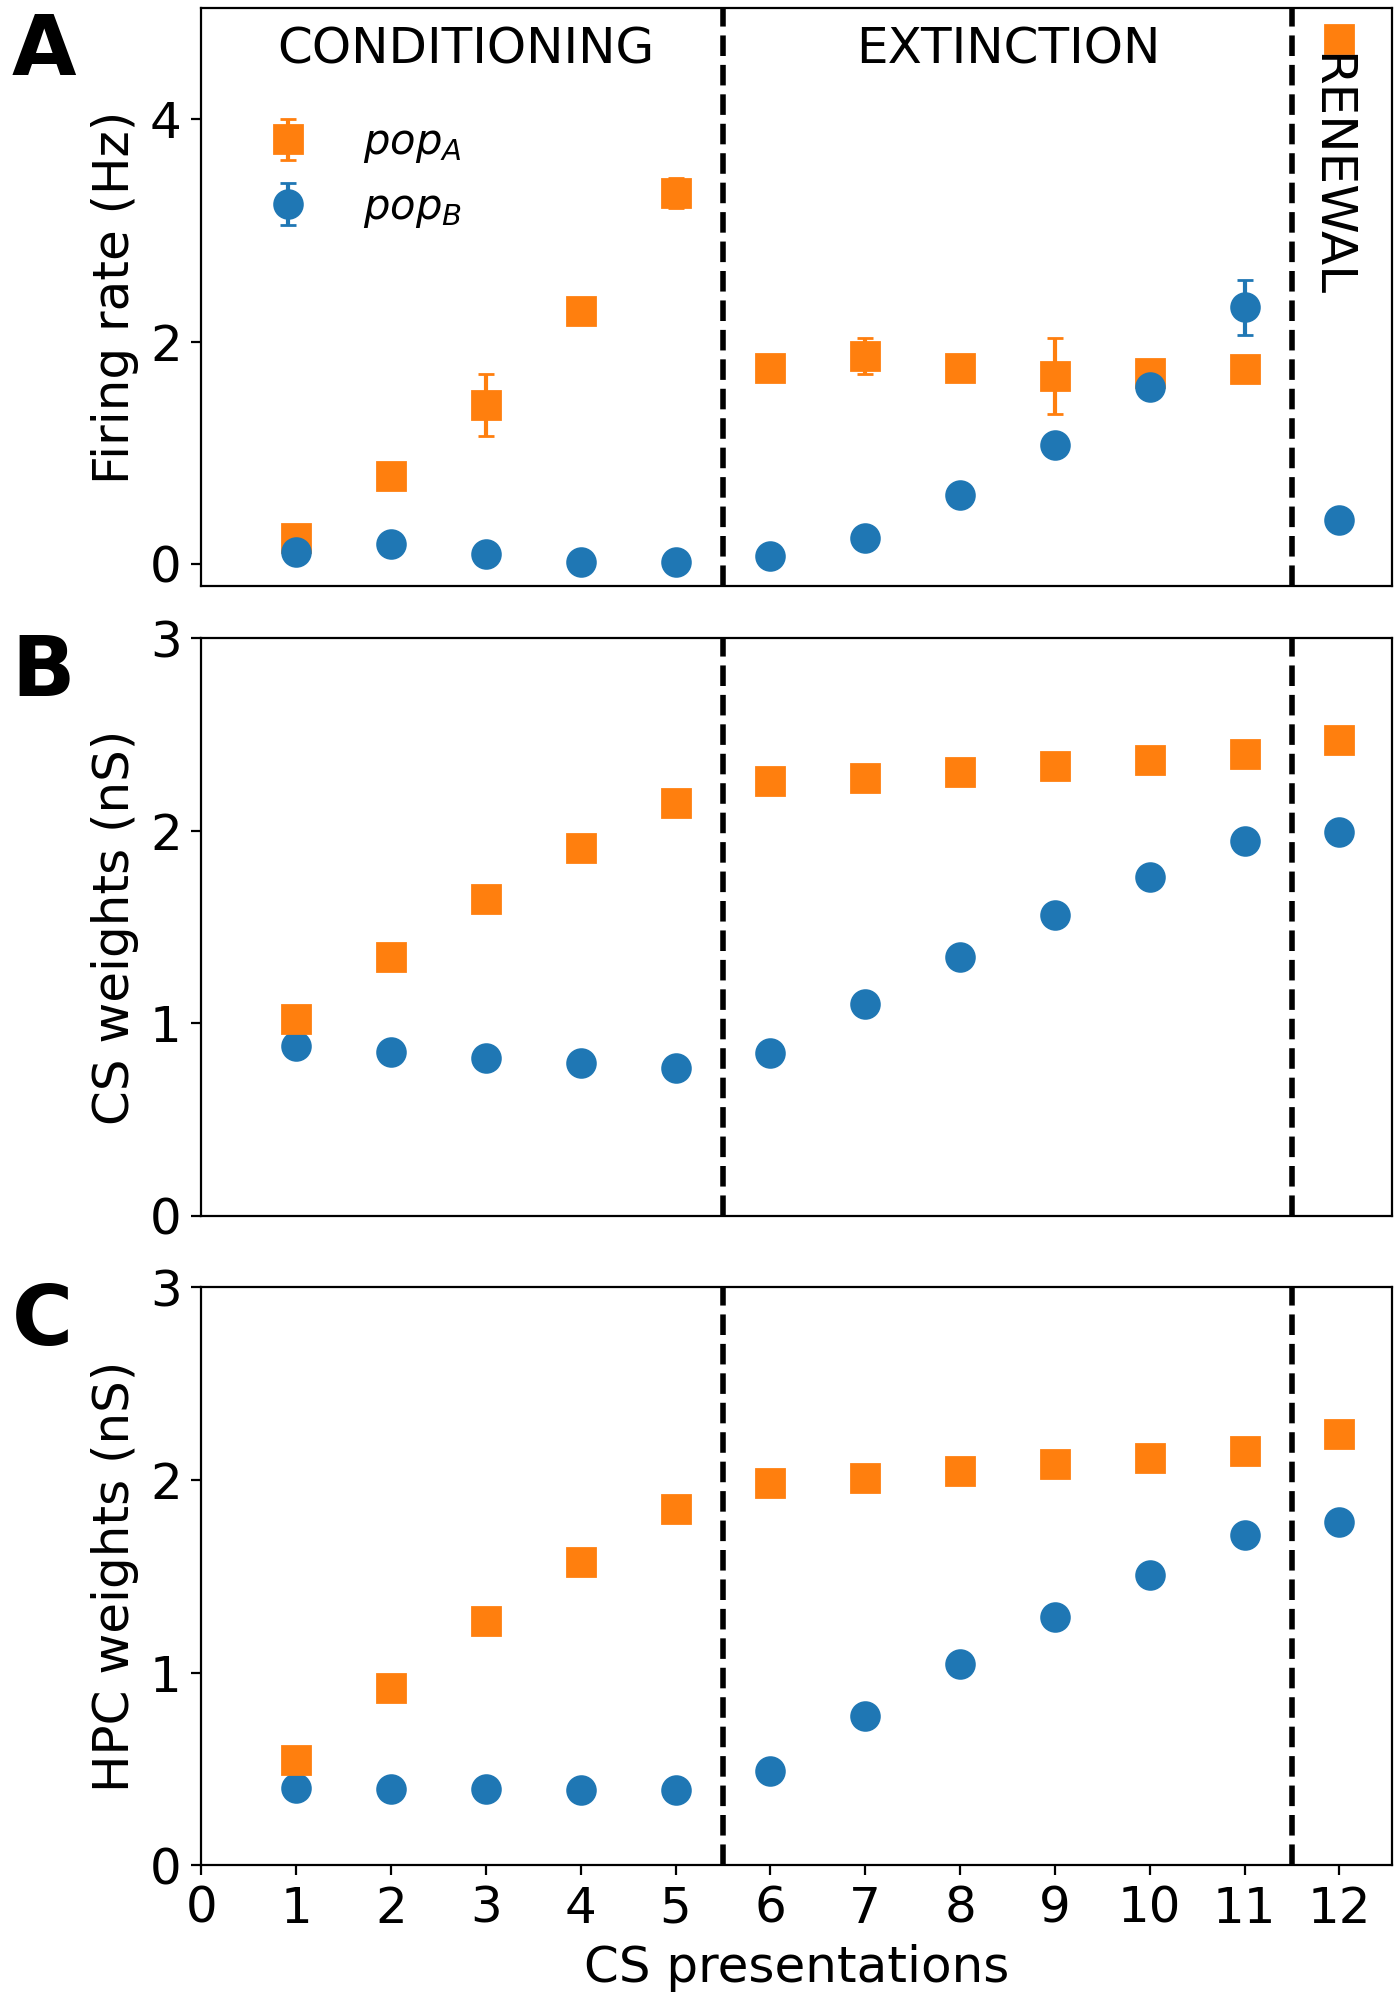 A
CONDITIONING
EXTINCTION
RENEWAL
Firing rate (Hz)
4
2
0
pop_A
pop_B
B
CS weights (nS)
3
2
1
0
C
HPC weights (nS)
3
2
1
0
0 1 2 3 4 5 6 7 8 9 10 11 12
CS presentations